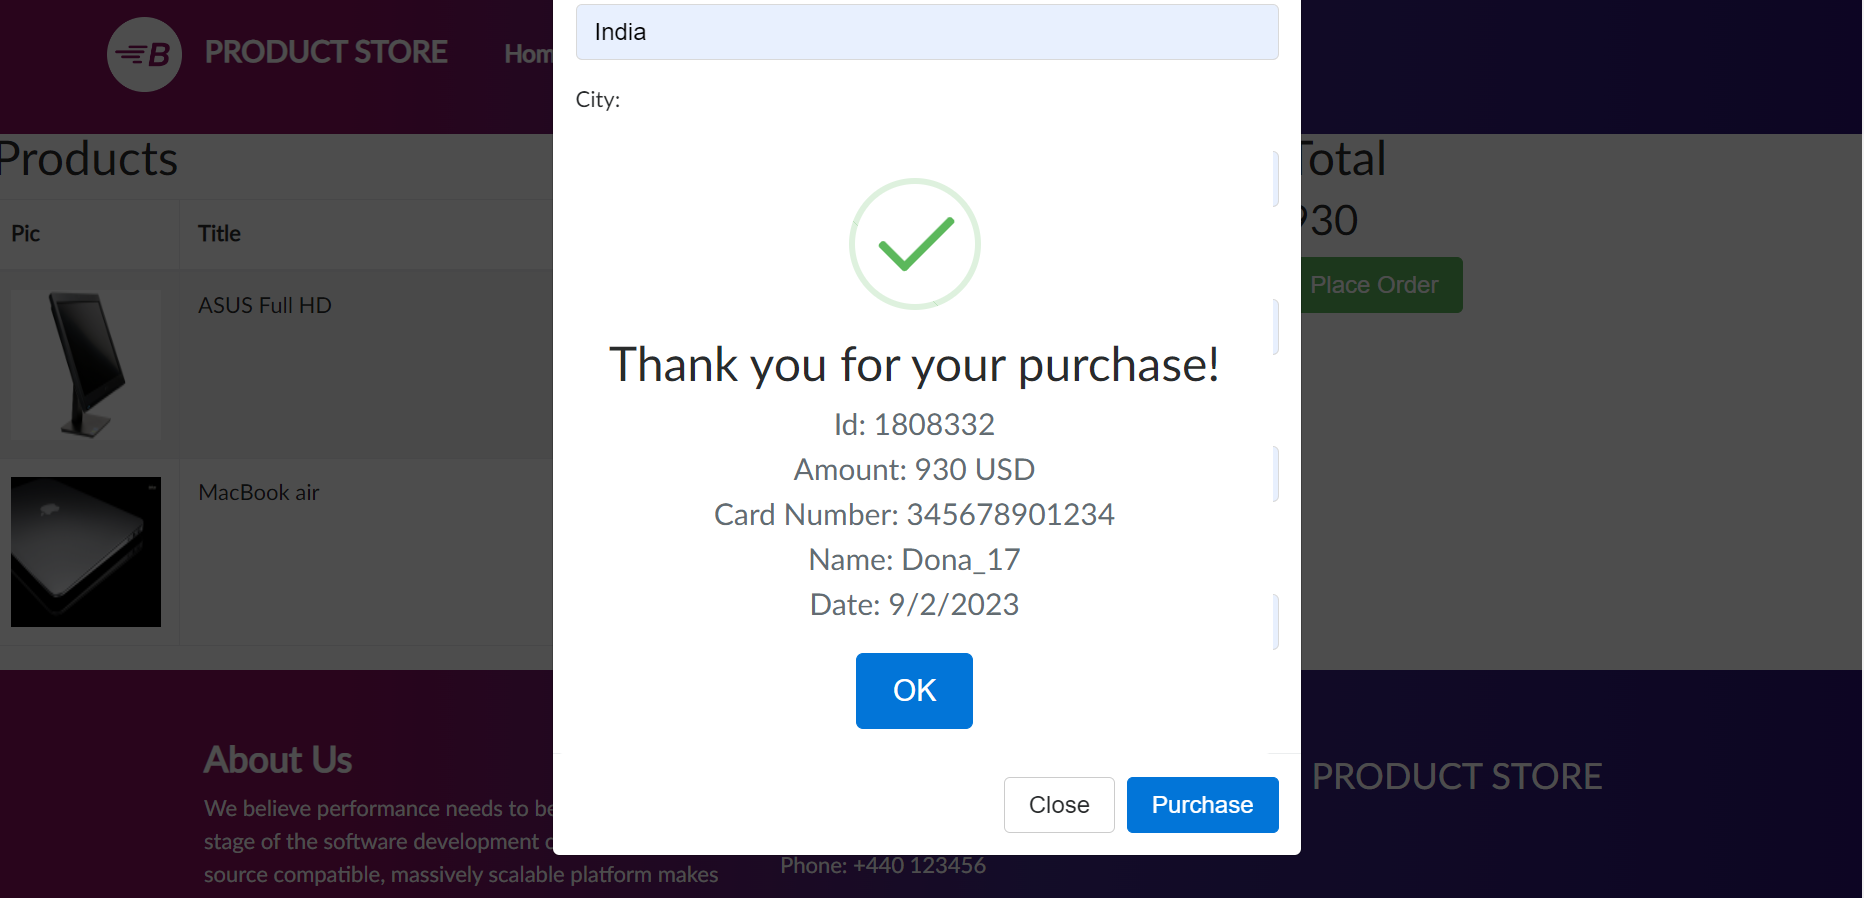 B
PRODUCT STORE
Hom
India
City:
Products
Total
930
Place Order
Pic
Title
ASUS Full HD
MacBook air
Thank you for your purchase!
Id: 1808332
Amount: 930 USD
Card Number: 345678901234
Name: Dona_17
Date: 9/2/2023
OK
Close
Purchase
About Us
We believe performance needs to be
stage of the software development
source compatible, massively scalable platform makes
Phone: +440 123456
PRODUCT STORE